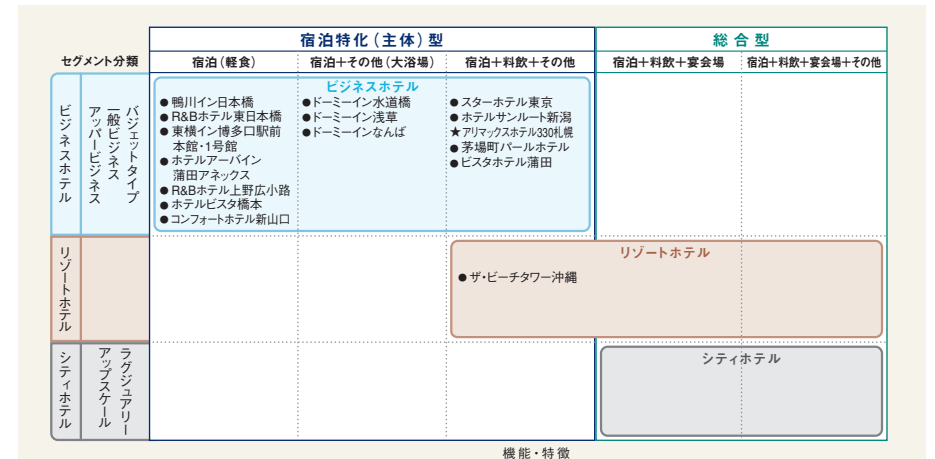 宿泊特化(主体)型
総合型
セグメント分類
宿泊(軽食)
宿泊+その他(大浴場)
宿泊+料飲+その他
宿泊+料飲+宴会場
宿泊+料飲+宴会場+その他
ビジネスホテル
バジェットタイプ
一般ビジネス
アッパービジネス
ビジネスホテル
●鴨川イン日本橋
●R&Bホテル東日本橋
●東横イン博多口駅前
本館・1号館
●ホテルアーバイン
蒲田アネックス
●R&Bホテル上野広小路
●ホテルビスタ橋本
●コンフォートホテル新山口
●ドーミーイン水道橋
●ドーミーイン浅草
●ドーミーインなんば
●スターホテル東京
●ホテルサンルート新潟
★アリマックスホテル330札幌
●茅場町パールホテル
●ビスタホテル蒲田
リゾートホテル
リゾートホテル
●ザ・ビーチタワー沖縄
シティホテル
ラグジュアリー
アップスケール
シティホテル
機能・特徴